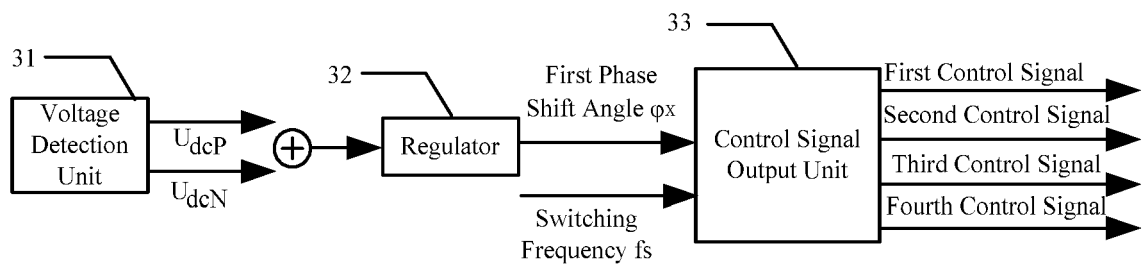 31
Voltage
Detection
Unit
UdcP
UdcN
32
Regulator
First Phase
Shift Angle φx
Switching
Frequency fs
33
Control Signal
Output Unit
First Control Signal
Second Control Signal
Third Control Signal
Fourth Control Signal